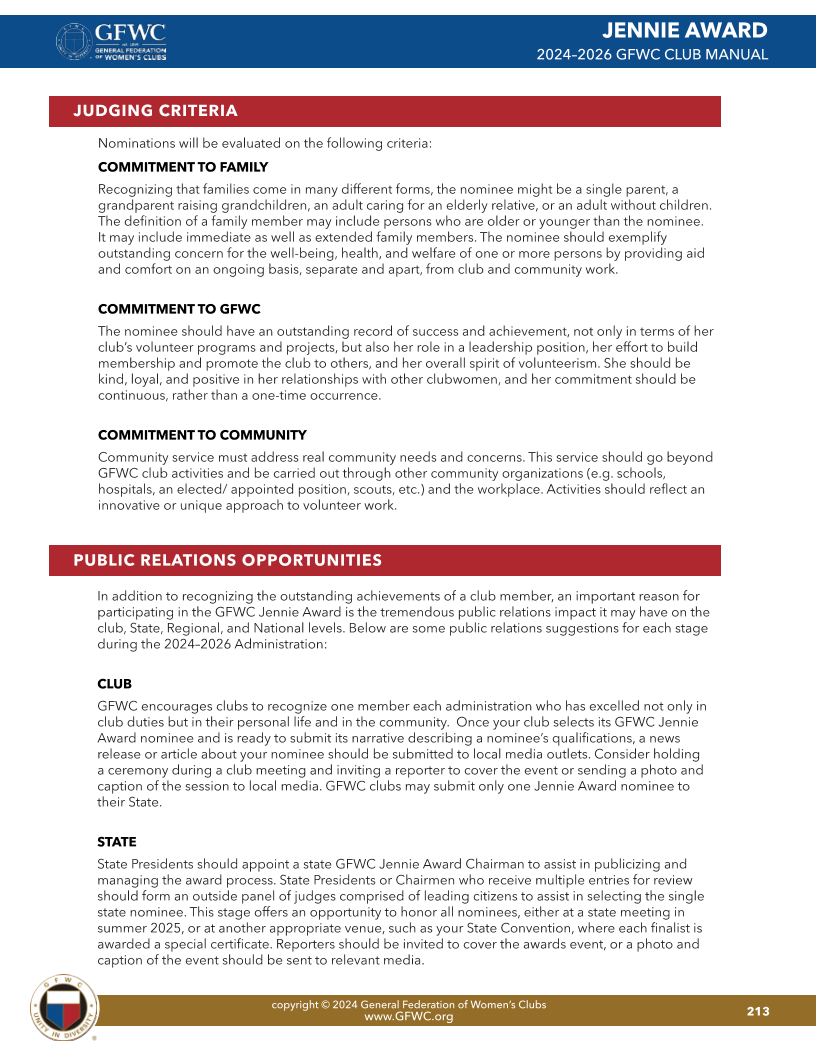 GFWC
EST. 1890
GENERAL FEDERATION
OF WOMEN'S CLUBS
JENNIE AWARD
2024–2026 GFWC CLUB MANUAL
JUDGING CRITERIA
Nominations will be evaluated on the following criteria:
COMMITMENT TO FAMILY
Recognizing that families come in many different forms, the nominee might be a single parent, a
grandparent raising grandchildren, an adult caring for an elderly relative, or an adult without children.
The definition of a family member may include persons who are older or younger than the nominee.
It may include immediate as well as extended family members. The nominee should exemplify
outstanding concern for the well-being, health, and welfare of one or more persons by providing aid
and comfort on an ongoing basis, separate and apart, from club and community work.
COMMITMENT TO GFWC
The nominee should have an outstanding record of success and achievement, not only in terms of her
club's volunteer programs and projects, but also her role in a leadership position, her effort to build
membership and promote the club to others, and her overall spirit of volunteerism. She should be
kind, loyal, and positive in her relationships with other clubwomen, and her commitment should be
continuous, rather than a one-time occurrence.
COMMITMENT TO COMMUNITY
Community service must address real community needs and concerns. This service should go beyond
GFWC club activities and be carried out through other community organizations (e.g. schools,
hospitals, an elected/ appointed position, scouts, etc.) and the workplace. Activities should reflect an
innovative or unique approach to volunteer work.
PUBLIC RELATIONS OPPORTUNITIES
In addition to recognizing the outstanding achievements of a club member, an important reason for
participating in the GFWC Jennie Award is the tremendous public relations impact it may have on the
club, State, Regional, and National levels. Below are some public relations suggestions for each stage
during the 2024–2026 Administration:
CLUB
GFWC encourages clubs to recognize one member each administration who has excelled not only in
club duties but in their personal life and in the community.  Once your club selects its GFWC Jennie
Award nominee and is ready to submit its narrative describing a nominee's qualifications, a news
release or article about your nominee should be submitted to local media outlets. Consider holding
a ceremony during a club meeting and inviting a reporter to cover the event or sending a photo and
caption of the session to local media. GFWC clubs may submit only one Jennie Award nominee to
their State.
STATE
State Presidents should appoint a state GFWC Jennie Award Chairman to assist in publicizing and
managing the award process. State Presidents or Chairmen who receive multiple entries for review
should form an outside panel of judges comprised of leading citizens to assist in selecting the single
state nominee. This stage offers an opportunity to honor all nominees, either at a state meeting in
summer 2025, or at another appropriate venue, such as your State Convention, where each finalist is
awarded a special certificate. Reporters should be invited to cover the awards event, or a photo and
caption of the event should be sent to relevant media.
GFWC
UNITY IN DIVERSITY
®
copyright © 2024 General Federation of Women's Clubs
www.GFWC.org
213